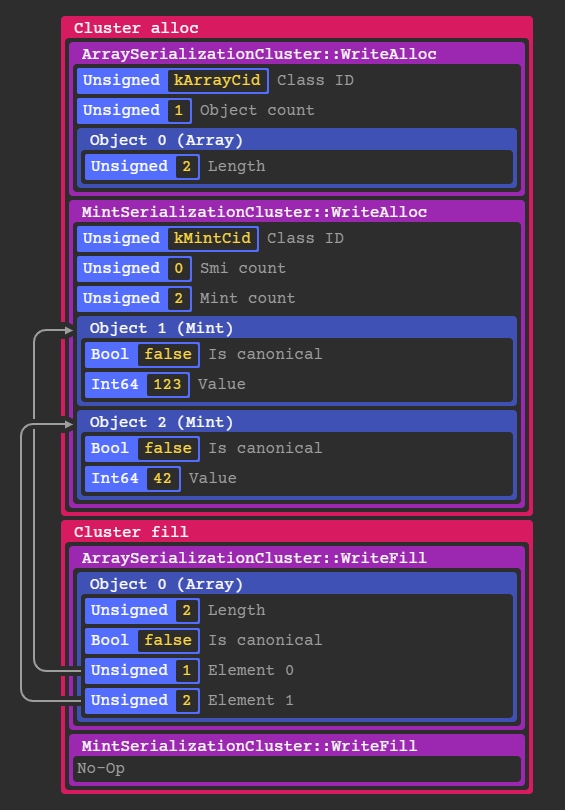 Cluster alloc
ArraySerializationCluster::WriteAlloc
Unsigned kArrayCid Class ID
Unsigned 1 Object count
Object 0 (Array)
Unsigned 2 Length
MintSerializationCluster::WriteAlloc
Unsigned kMintCid Class ID
Unsigned 0 Smi count
Unsigned 2 Mint count
Object 1 (Mint)
Bool false Is canonical
Int64 123 Value
Object 2 (Mint)
Bool false Is canonical
Int64 42 Value
Cluster fill
ArraySerializationCluster::WriteFill
Object 0 (Array)
Unsigned 2 Length
Bool false Is canonical
Unsigned 1 Element 0
Unsigned 2 Element 1
MintSerializationCluster::WriteFill
No-Op